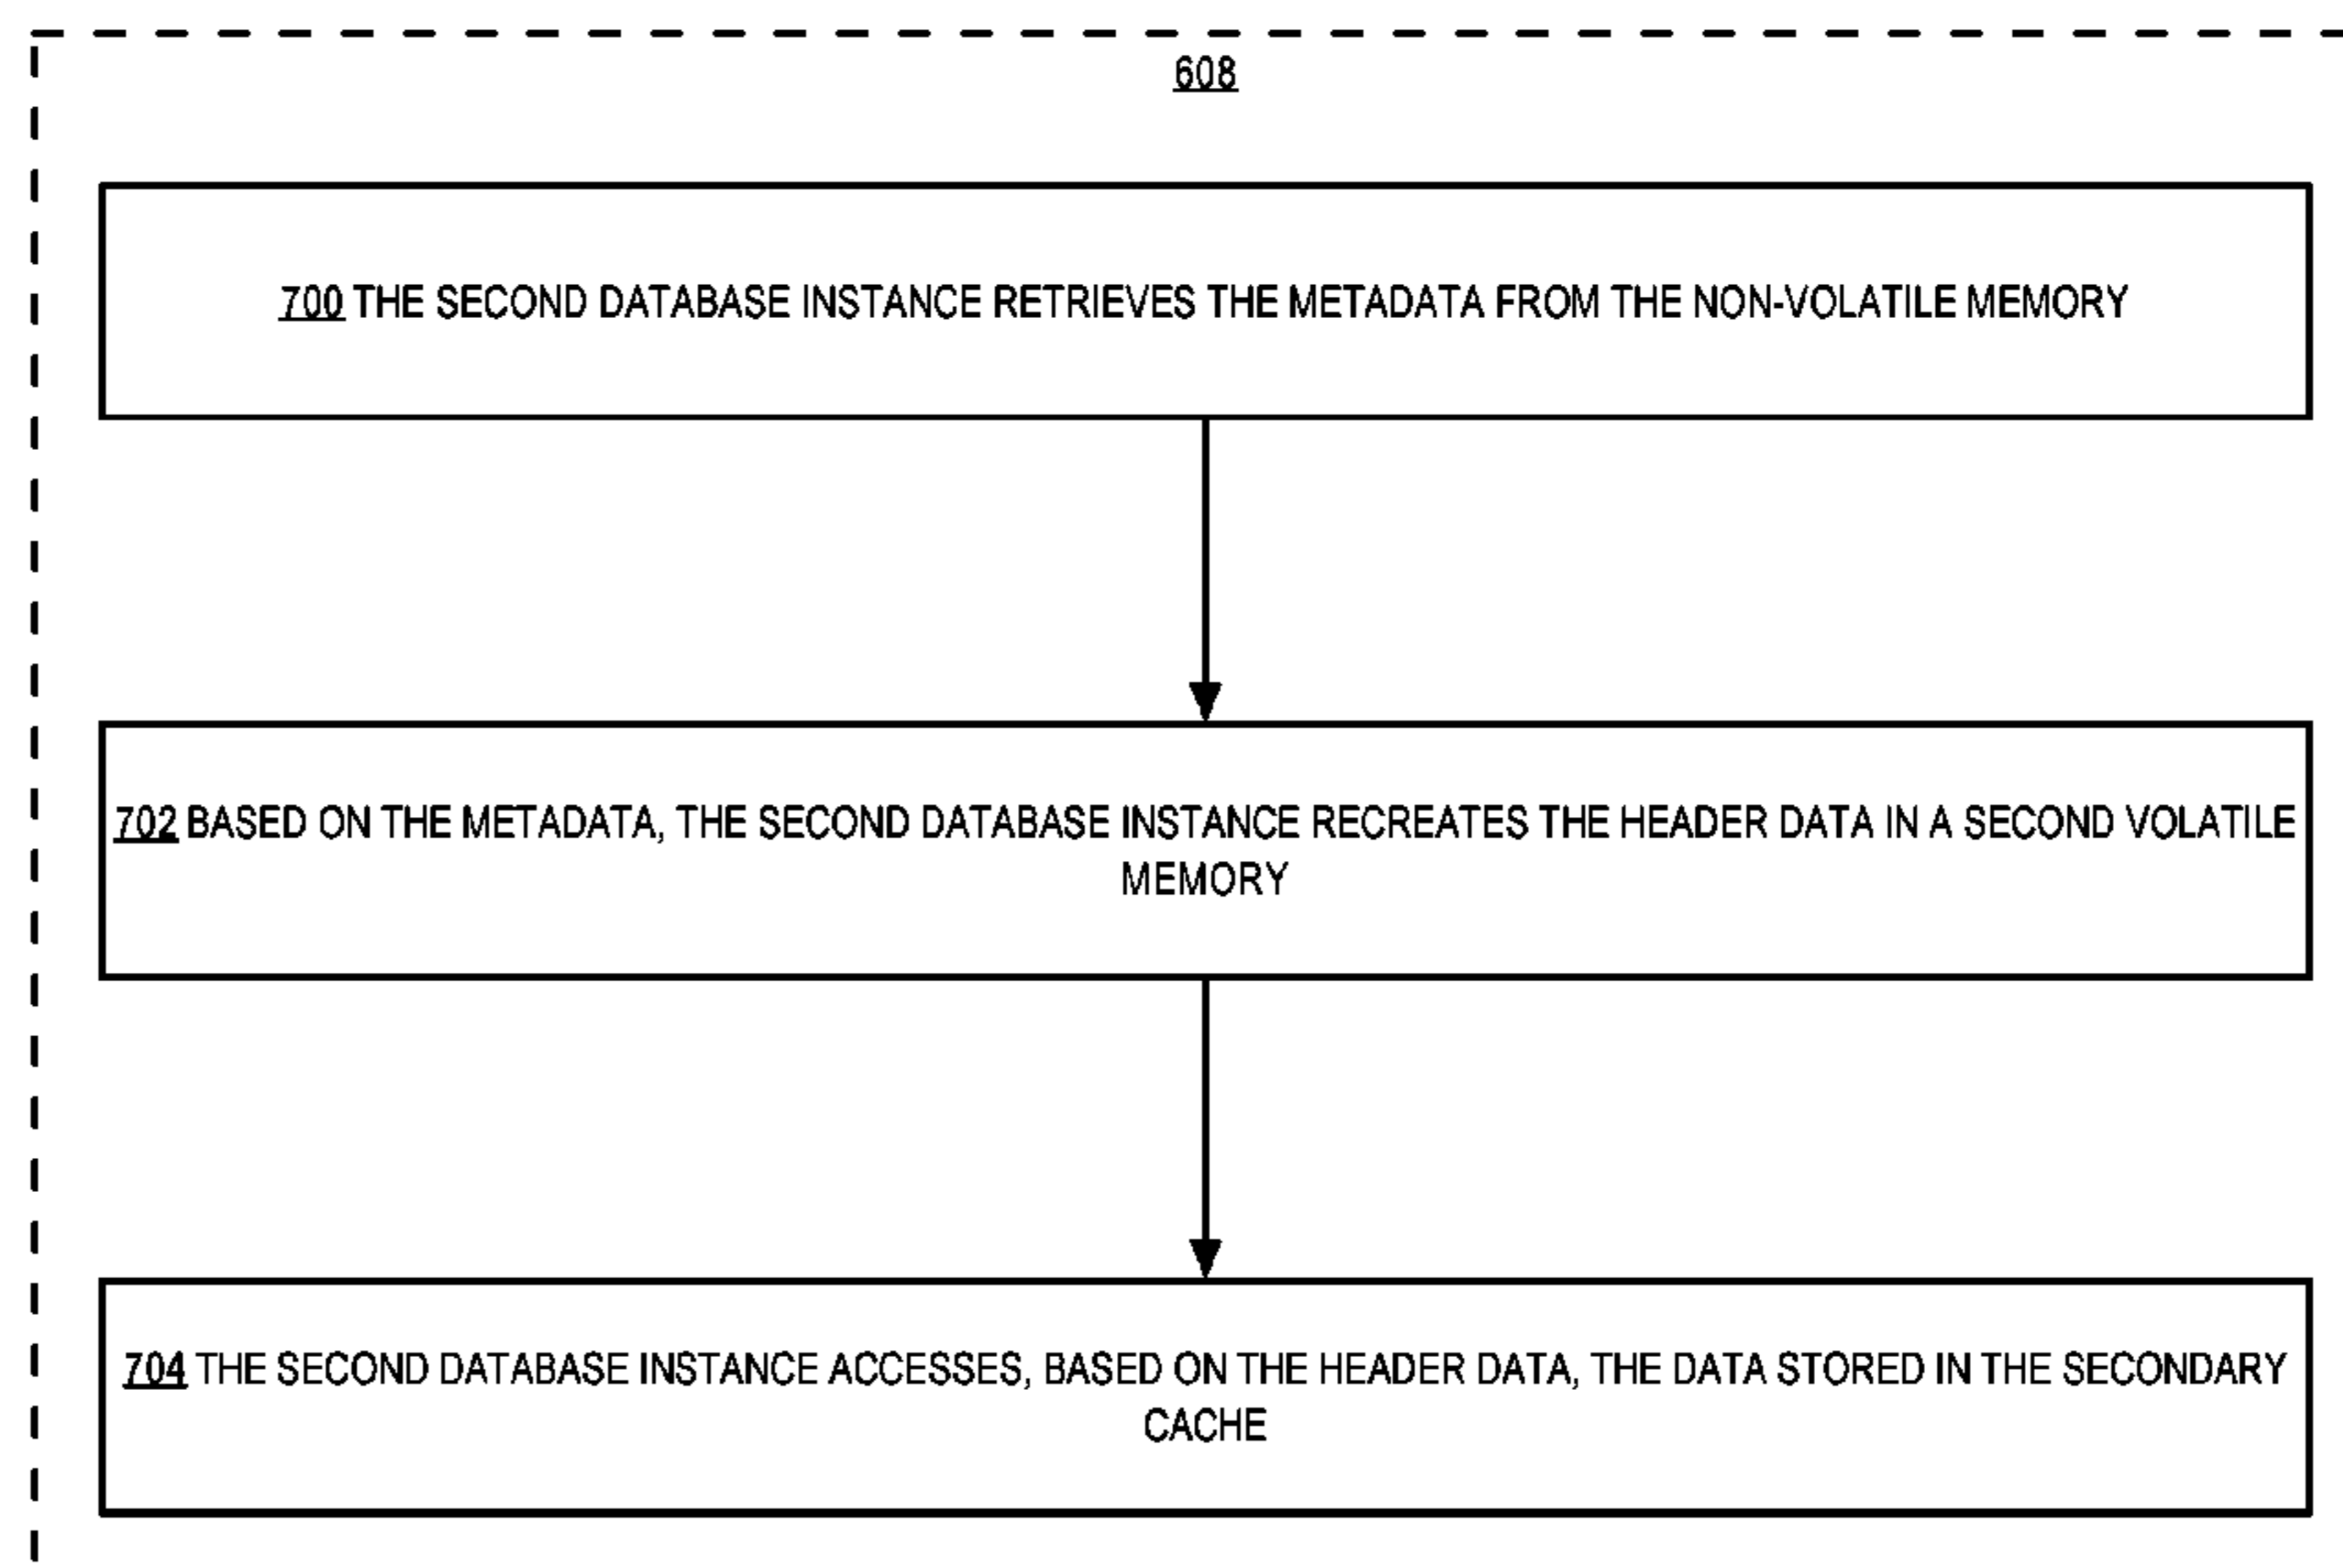 608
700 THE SECOND DATABASE INSTANCE RETRIEVES THE METADATA FROM THE NON-VOLATILE MEMORY
702 BASED ON THE METADATA, THE SECOND DATABASE INSTANCE RECREATES THE HEADER DATA IN A SECOND VOLATILE
MEMORY
704 THE SECOND DATABASE INSTANCE ACCESSES, BASED ON THE HEADER DATA, THE DATA STORED IN THE SECONDARY
CACHE